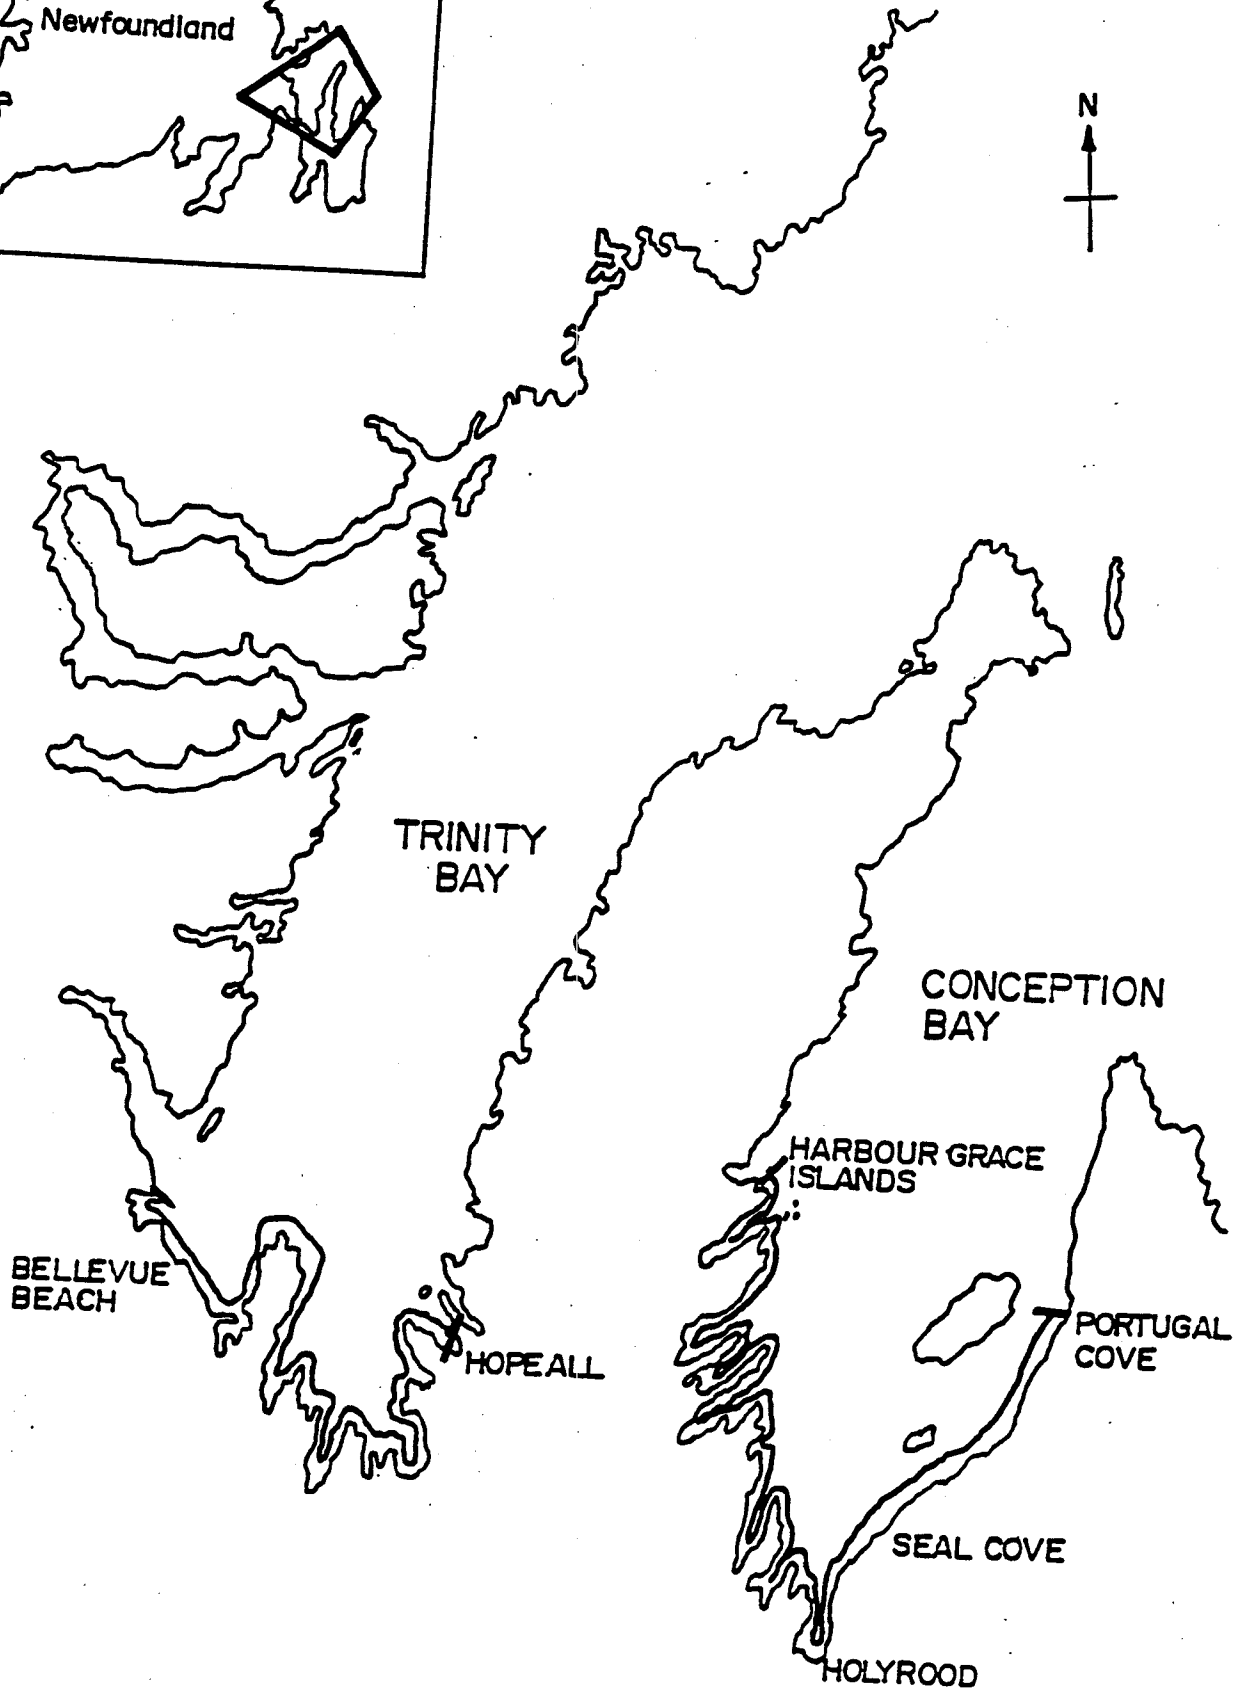 Newfoundland
N
TRINITY
BAY
CONCEPTION
BAY
HARBOUR GRACE
ISLANDS
BELLEVUE
BEACH
HOPEALL
PORTUGAL
COVE
SEAL COVE
HOLYROOD